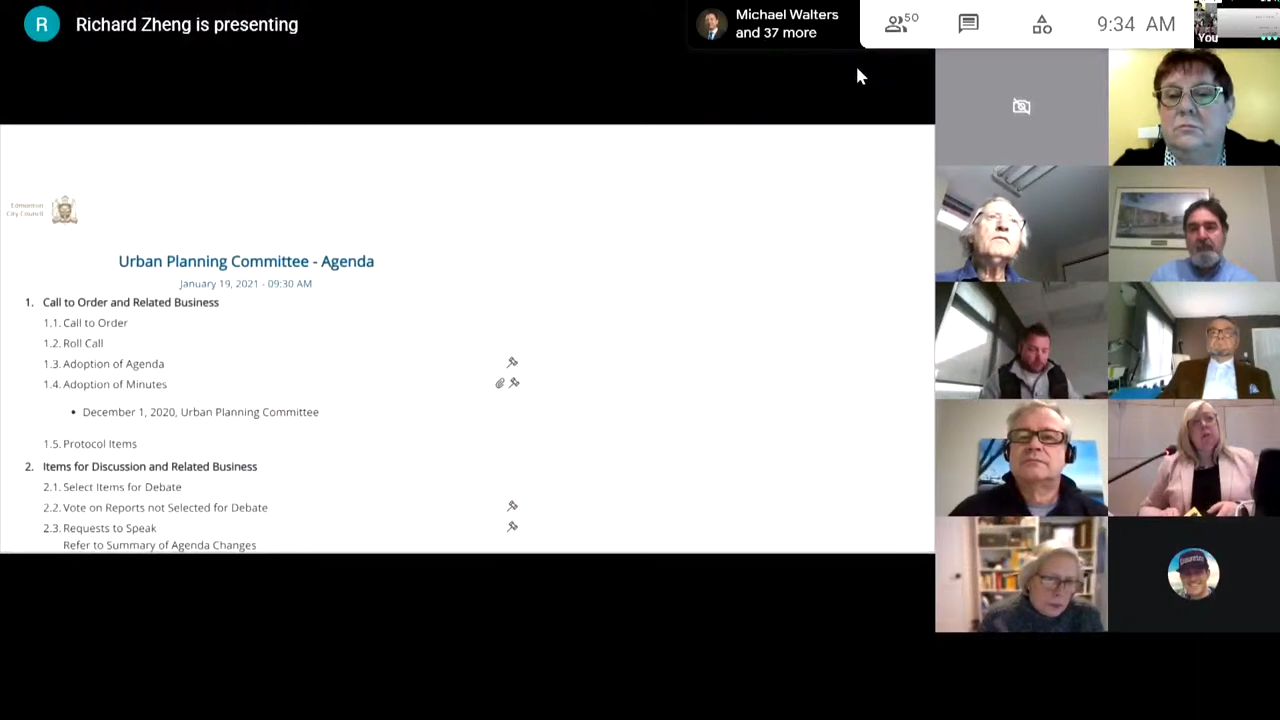 R
Richard Zheng is presenting
Michael Walters
and 37 more
50
9:34 AM
You
Edmonton
City Council
Urban Planning Committee - Agenda
January 19, 2021 - 09:30 AM
1. Call to Order and Related Business
1.1. Call to Order
1.2. Roll Call
1.3. Adoption of Agenda
1.4. Adoption of Minutes
• December 1, 2020, Urban Planning Committee
1.5. Protocol Items
2. Items for Discussion and Related Business
2.1. Select Items for Debate
2.2. Vote on Reports not Selected for Debate
2.3. Requests to Speak
Refer to Summary of Agenda Changes